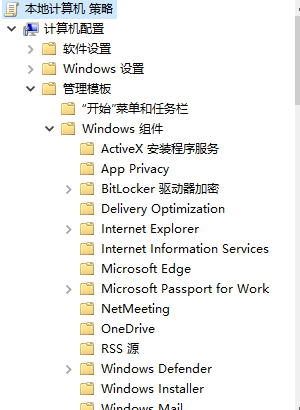 本地计算机 策略
计算机配置
软件设置
Windows 设置
管理模板
“开始”菜单和任务栏
Windows 组件
ActiveX 安装程序服务
App Privacy
BitLocker 驱动器加密
Delivery Optimization
Internet Explorer
Internet Information Services
Microsoft Edge
Microsoft Passport for Work
NetMeeting
OneDrive
RSS 源
Windows Defender
Windows Installer
Windows Mail